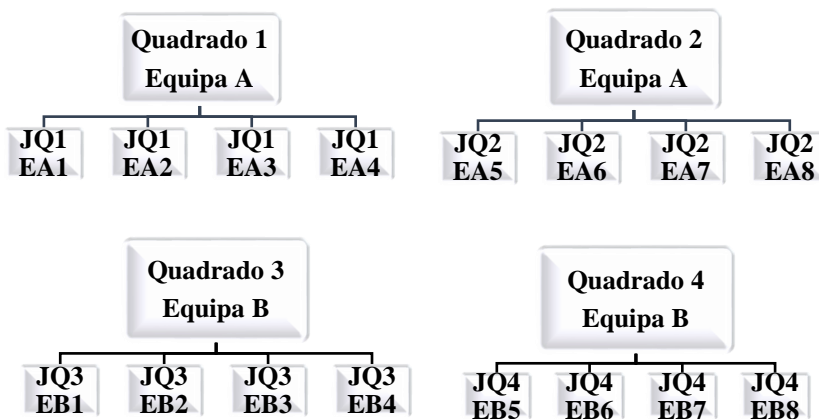 Quadrado 1
Equipa A
JQ1 EA1
JQ1 EA2
JQ1 EA3
JQ1 EA4
Quadrado 2
Equipa A
JQ2 EA5
JQ2 EA6
JQ2 EA7
JQ2 EA8
Quadrado 3
Equipa B
JQ3 EB1
JQ3 EB2
JQ3 EB3
JQ3 EB4
Quadrado 4
Equipa B
JQ4 EB5
JQ4 EB6
JQ4 EB7
JQ4 EB8